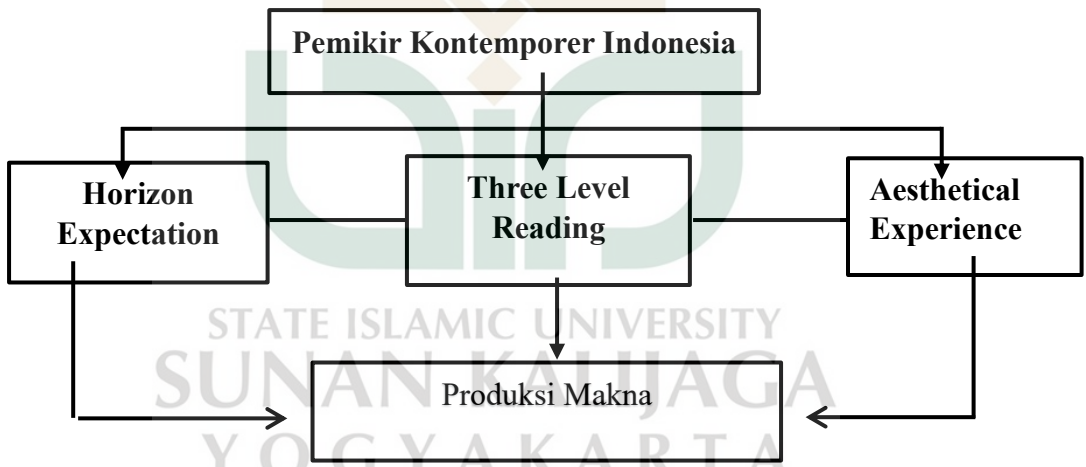 Pemikir Kontemporer Indonesia
Horizon
Expectation
Three Level
Reading
Aesthetical
Experience
STATE ISLAMIC UNIVERSITY
SUNAN KALIJAGA
Produksi Makna
YOGYAKARTA